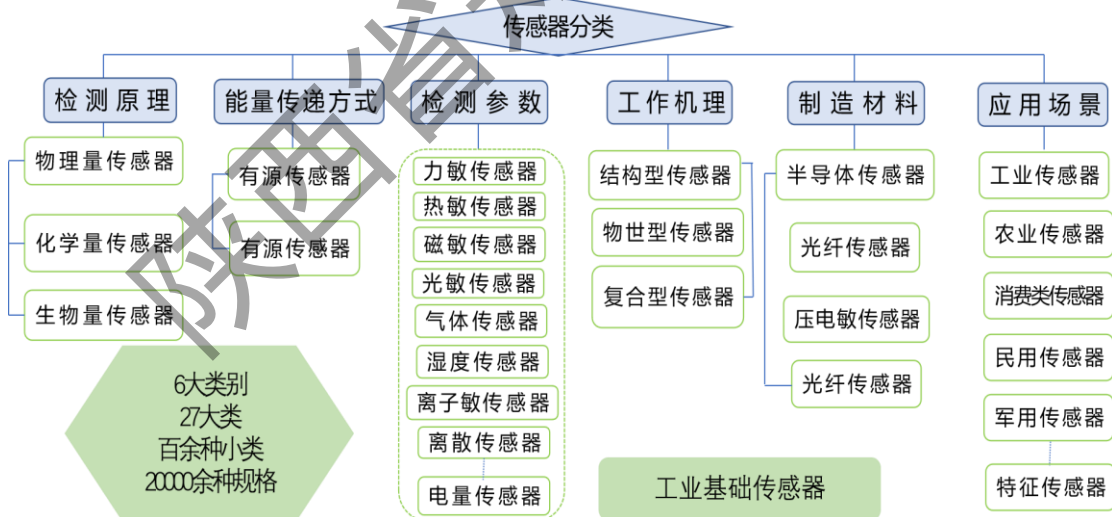 传感器分类
检测原理
物理量传感器
化学量传感器
生物量传感器
能量传递方式
有源传感器
有源传感器
检测参数
力敏传感器
热敏传感器
磁敏传感器
光敏传感器
气体传感器
湿度传感器
离子敏传感器
离散传感器
电量传感器
工作机理
结构型传感器
物世型传感器
复合型传感器
制造材料
半导体传感器
光纤传感器
压电敏传感器
光纤传感器
应用场景
工业传感器
农业传感器
消费类传感器
民用传感器
军用传感器
特征传感器
6大类别
27大类
百余种小类
20000余种规格
工业基础传感器
陕西省